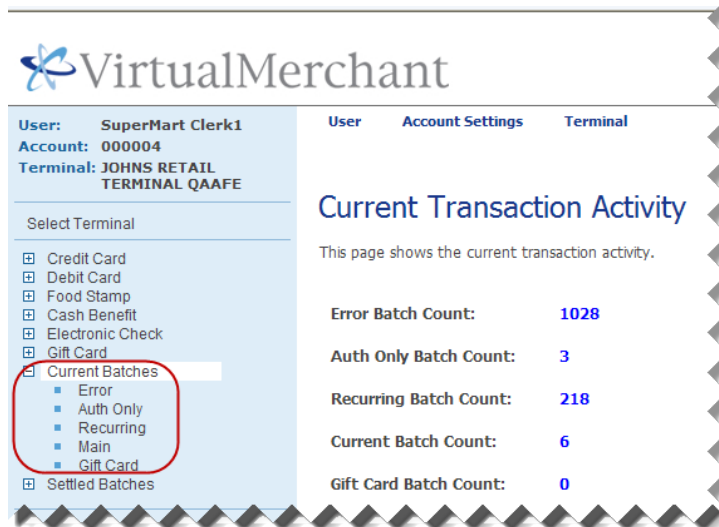 VirtualMerchant
User: SuperMart Clerk1
Account: 000004
Terminal: JOHNS RETAIL
TERMINAL QAAFE
Select Terminal
Credit Card
Debit Card
Food Stamp
Cash Benefit
Electronic Check
Gift Card
Current Batches
Error
Auth Only
Recurring
Main
Gift Card
Settled Batches
User Account Settings Terminal
Current Transaction Activity
This page shows the current transaction activity.
Error Batch Count: 1028
Auth Only Batch Count: 3
Recurring Batch Count: 218
Current Batch Count: 6
Gift Card Batch Count: 0